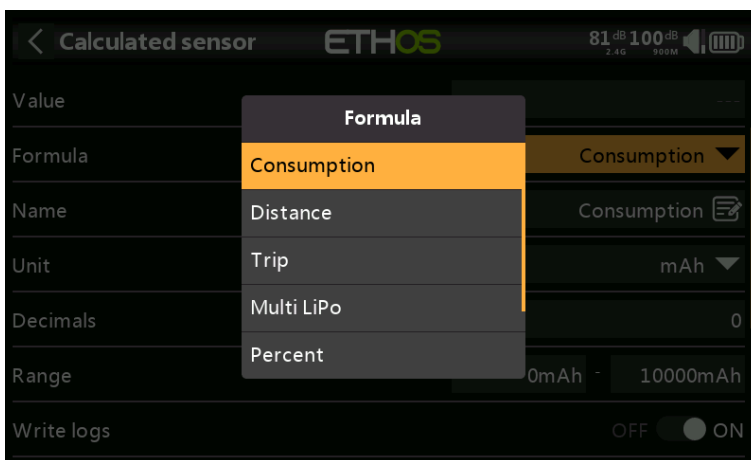 Calculated sensor ETHOS 81dB 2.4G 100dB 900M
Value ---
Formula
Formula Consumption
Consumption
Name Consumption
Distance
Unit mAh
Trip
Multi LiPo
Decimals 0
Percent
Range 0mAh - 10000mAh
Write logs OFF ON